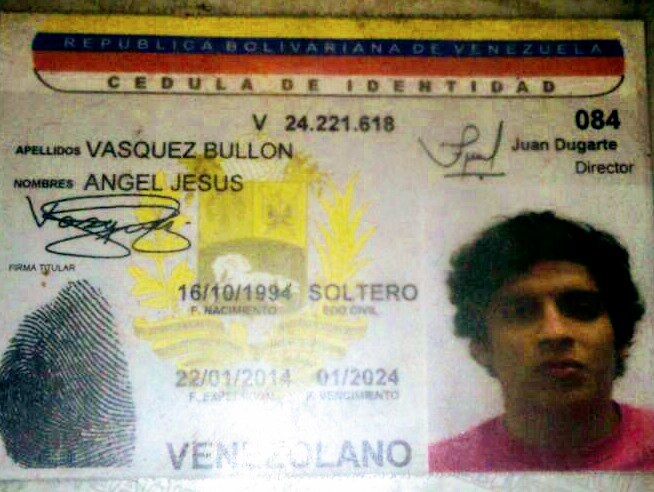 REPUBLICA BOLIVARIANA DE VENEZUELA
CEDULA DE IDENTIDAD
V 24.221.618
084
APELLIDOS VASQUEZ BULLON
Juan Dugarte
Director
NOMBRES ANGEL JESUS
FIRMA TITULAR
16/10/1994 SOLTERO
F. NACIMIENTO EDO CIVIL
22/01/2014 01/2024
F. EXPEDICION F. VENCIMIENTO
VENEZOLANO